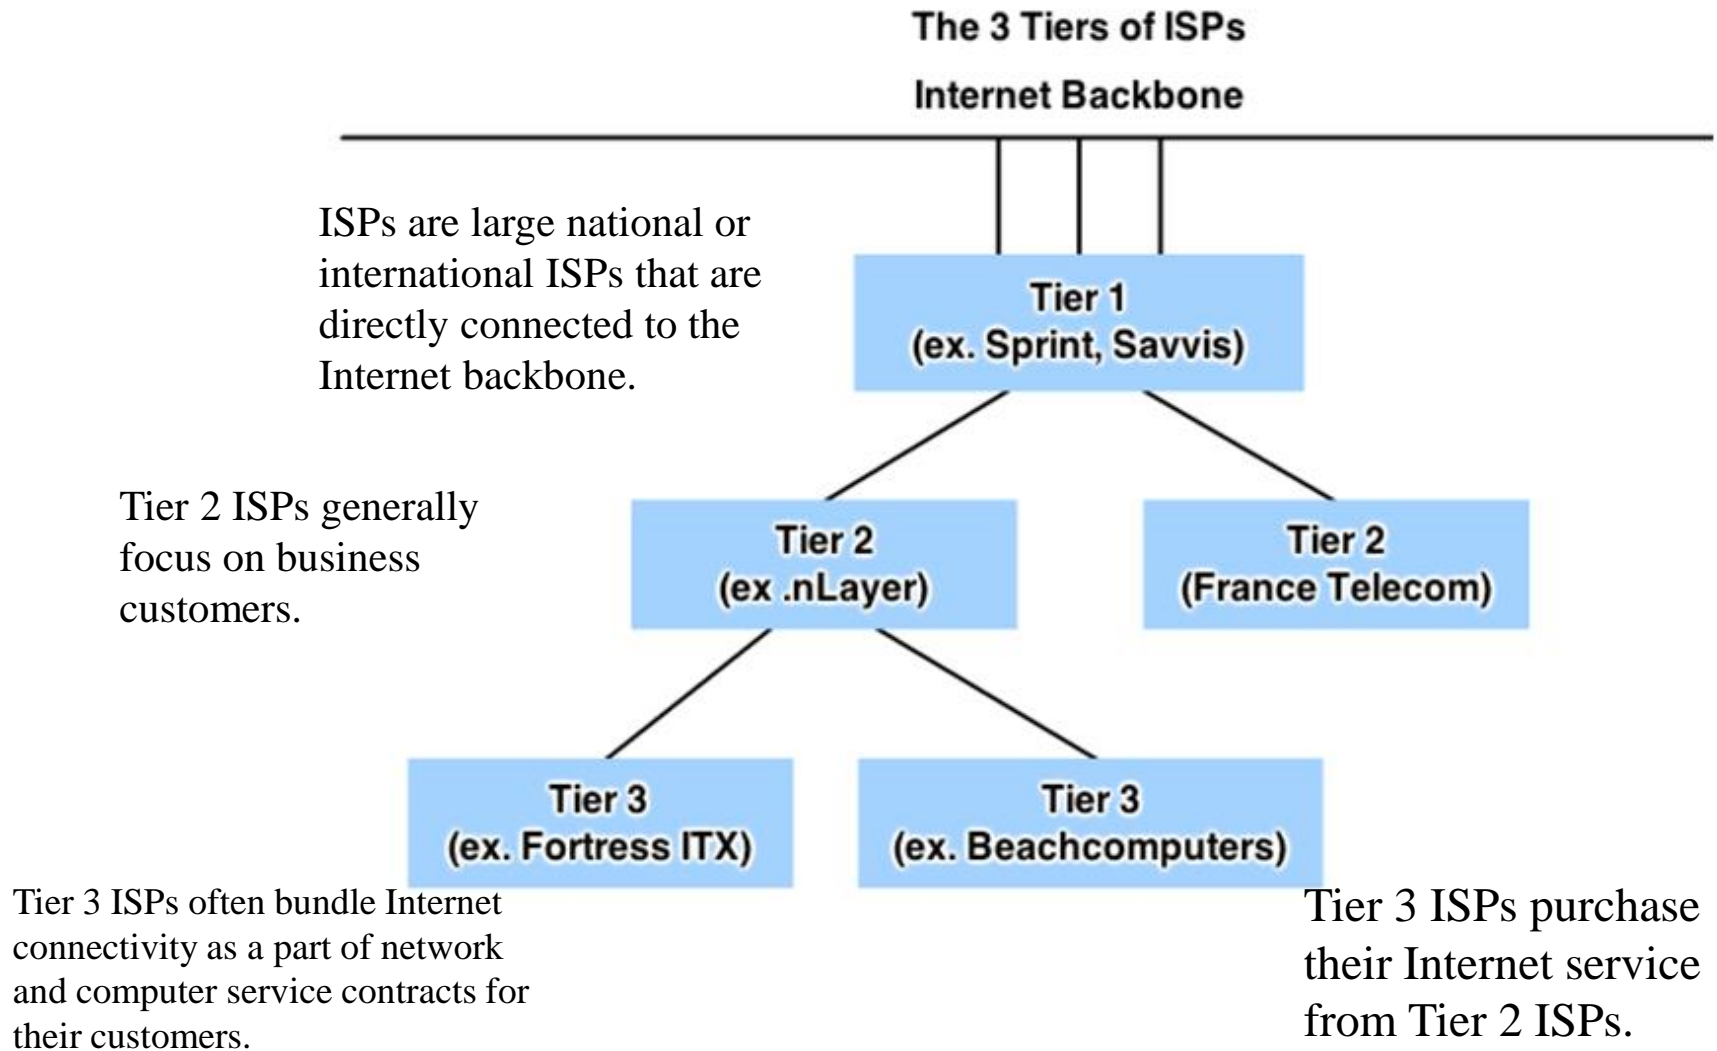 The 3 Tiers of ISPs
Internet Backbone
ISPs are large national or
international ISPs that are
directly connected to the
Internet backbone.
Tier 1
(ex. Sprint, Savvis)
Tier 2 ISPs generally
focus on business
customers.
Tier 2
(ex .nLayer)
Tier 2
(France Telecom)
Tier 3
(ex. Fortress ITX)
Tier 3
(ex. Beachcomputers)
Tier 3 ISPs often bundle Internet
connectivity as a part of network
and computer service contracts for
their customers.
Tier 3 ISPs purchase
their Internet service
from Tier 2 ISPs.